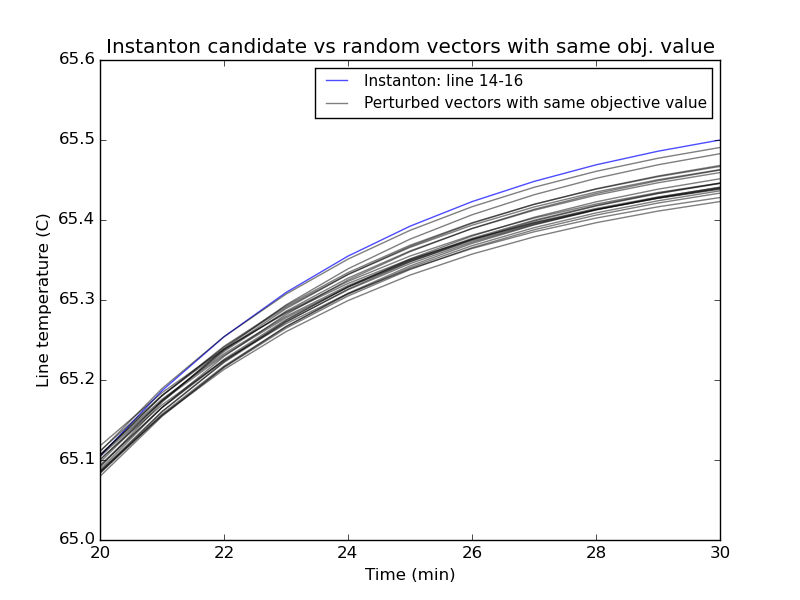 Instanton candidate vs random vectors with same obj. value
Instanton: line 14-16
Perturbed vectors with same objective value
65.6
65.5
65.4
65.3
65.2
65.1
65.0
Line temperature (C)
20 22 24 26 28 30
Time (min)